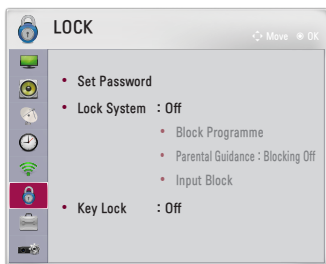 LOCK
Move OK
• Set Password
• Lock System : Off
• Block Programme
• Parental Guidance : Blocking Off
• Input Block
• Key Lock : Off